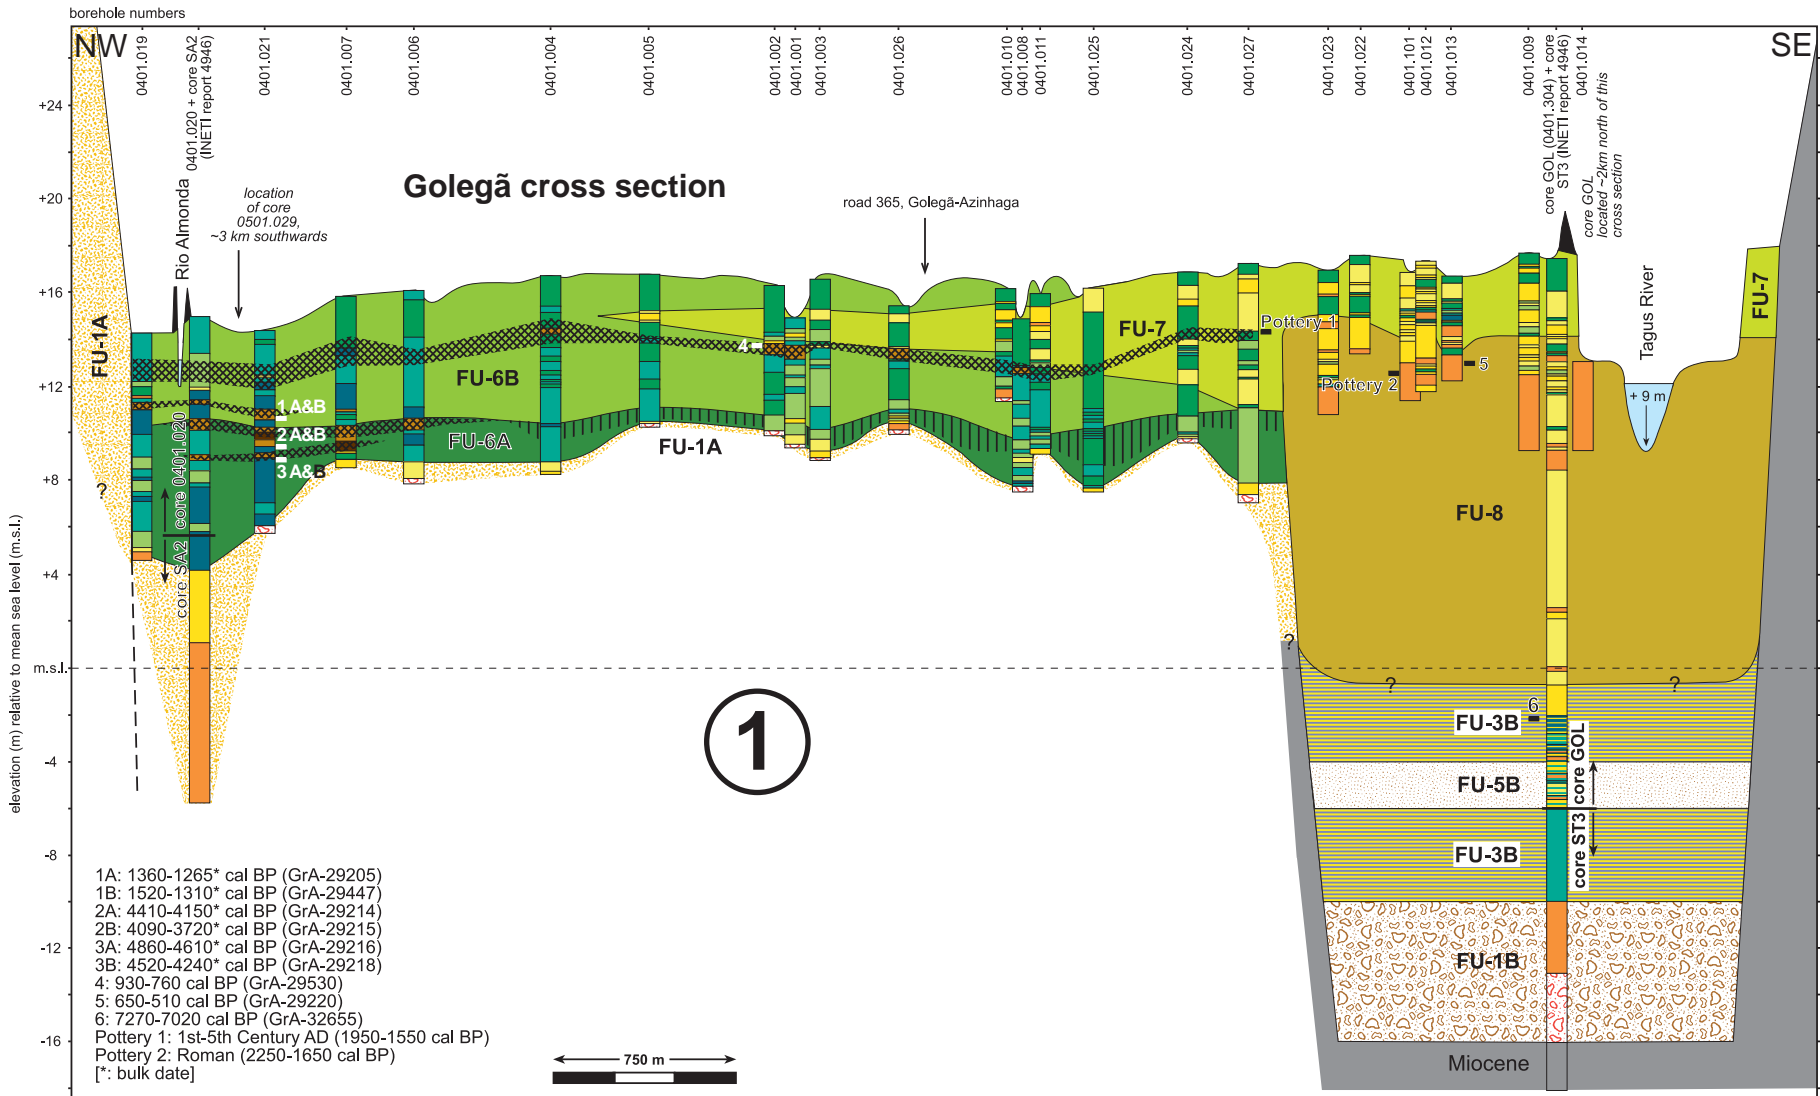 borehole numbers
NW
SE
0401.019
Rio Almonda
0401.020 + core SA2
(INETI report 4946)
0401.021
0401.007
0401.006
0401.004
0401.005
0401.002
0401.001
0401.003
0401.026
0401.010
0401.008
0401.011
0401.025
0401.024
0401.027
0401.023
0401.022
0401.101
0401.012
0401.013
0401.009
core GOL (0401.304) + core
ST3 (INETI report 4946)
0401.014
core GOL
located ~2km north of this
cross section
Golegã cross section
location
of core
0501.029,
~3 km southwards
road 365, Golegã-Azinhaga
Tagus River
+ 9 m
elevation (m) relative to mean sea level (m.s.l.)
+24
+20
+16
+12
+8
+4
m.s.l.
-4
-8
-12
-16
FU-1A
?
core 0401.020
core SA2
1 A&B
2 A&B
3 A&B
FU-6B
FU-6A
FU-1A
4
FU-7
Pottery 1
Pottery 2
5
FU-7
FU-8
?
?
?
6
FU-3B
FU-5B
FU-3B
FU-1B
core GOL
core ST3
Miocene
1
1A: 1360-1265* cal BP (GrA-29205)
1B: 1520-1310* cal BP (GrA-29447)
2A: 4410-4150* cal BP (GrA-29214)
2B: 4090-3720* cal BP (GrA-29215)
3A: 4860-4610* cal BP (GrA-29216)
3B: 4520-4240* cal BP (GrA-29218)
4: 930-760 cal BP (GrA-29530)
5: 650-510 cal BP (GrA-29220)
6: 7270-7020 cal BP (GrA-32655)
Pottery 1: 1st-5th Century AD (1950-1550 cal BP)
Pottery 2: Roman (2250-1650 cal BP)
[*: bulk date]
750 m